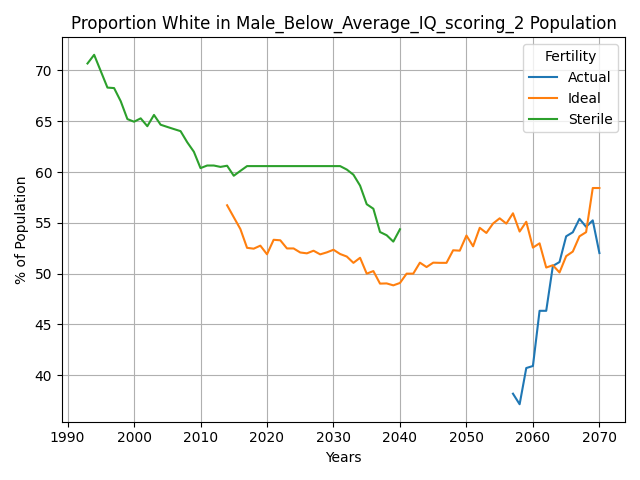 Proportion White in Male_Below_Average_IQ_scoring_2 Population
% of Population
70
65
60
55
50
45
40
Fertility
Actual
Ideal
Sterile
1990 2000 2010 2020 2030 2040 2050 2060 2070
Years